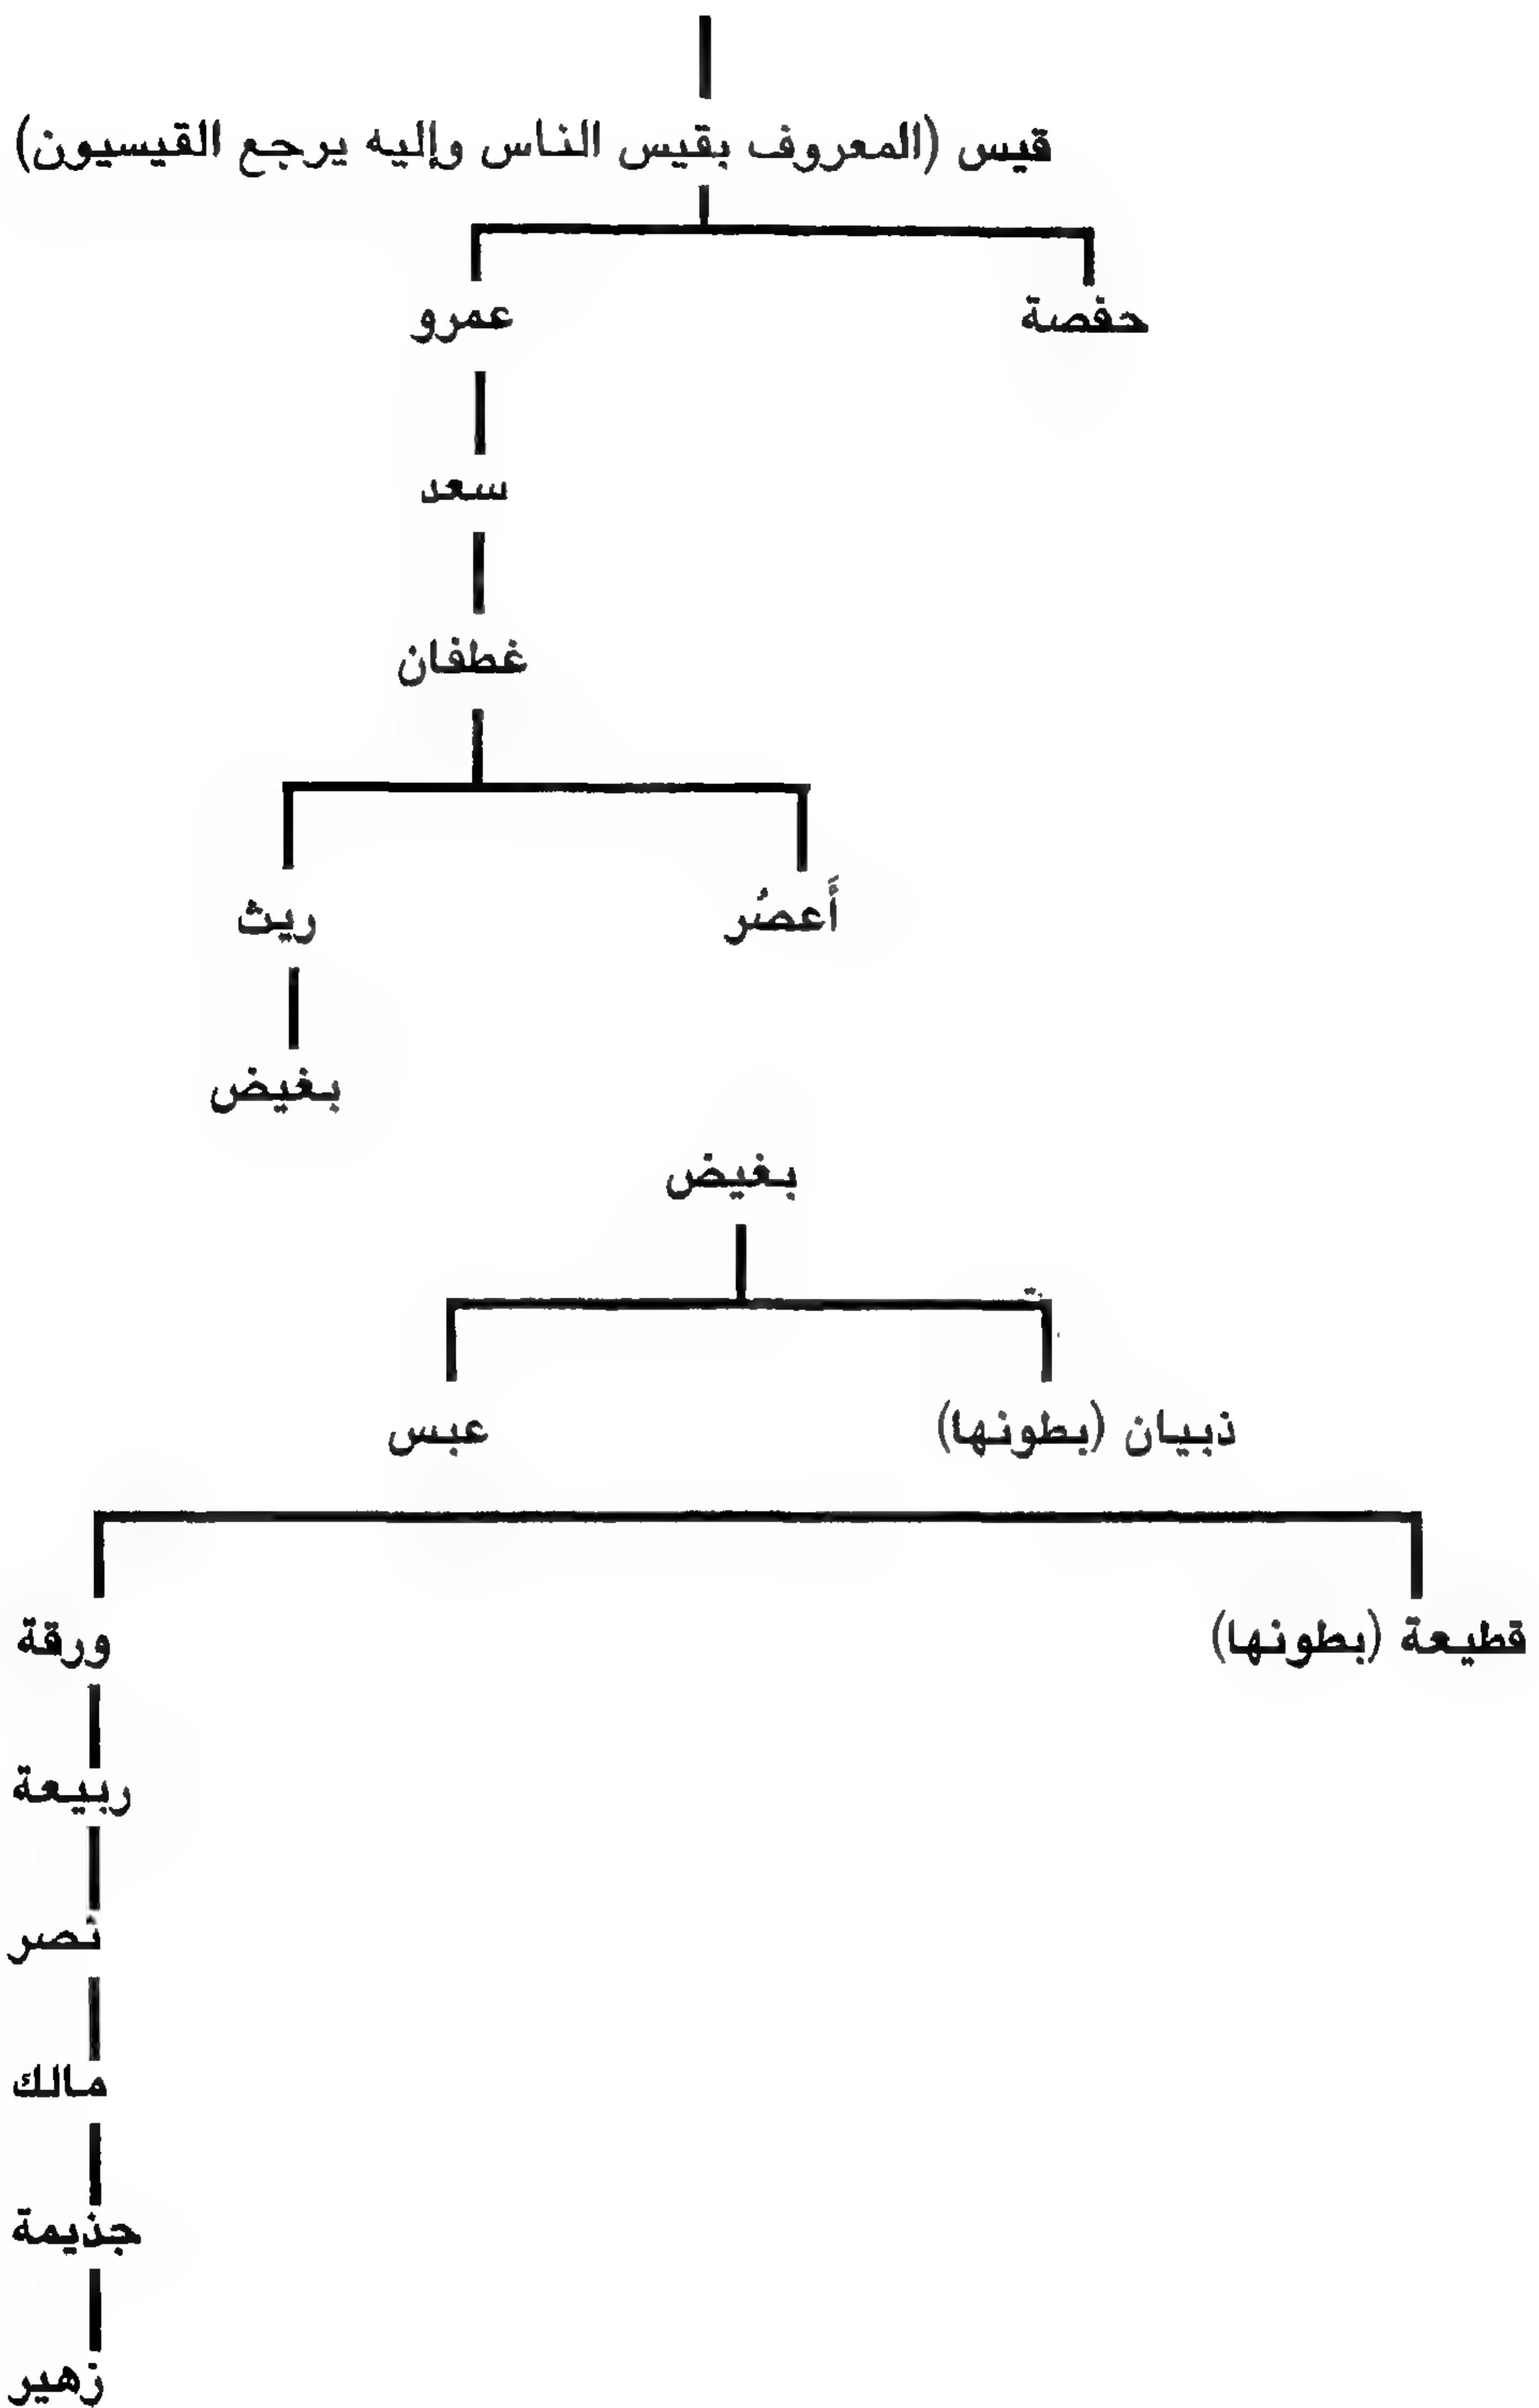 قيس (المعروف بقيس الناس وإليه يرجع القيسيون)
حفصة عمرو
سعد
غطفان
أَعصُر ريث
بغيض
بغيض
ذبيان (بطونها) عبس
قطيعة (بطونها) ورقة
ربيعة
نصر
مالك
جذيمة
زهير